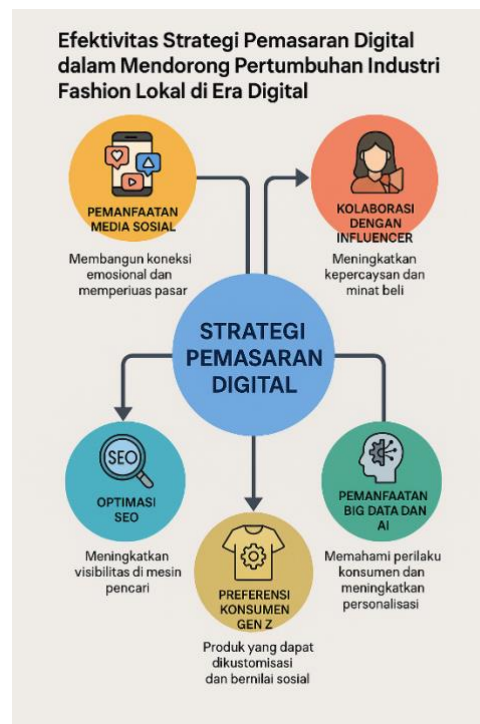 Efektivitas Strategi Pemasaran Digital
dalam Mendorong Pertumbuhan Industri
Fashion Lokal di Era Digital
PEMANFAATAN
MEDIA SOSIAL
Membangun koneksi
emosional dan
memperiuas pasar
KOLABORASI
DENGAN
INFLUENCER
Meningkatkan
kepercaysan dan
minat beli
STRATEGI
PEMASARAN
DIGITAL
SEO
OPTIMASI
SEO
Meningkatkan
visibilitas di mesin
pencari
PREFERENSI
KONSUMEN
GEN Z
Produk yang dapat
dikustomisasi
dan bernilai sosial
PEMANFAATAN
BIG DATA DAN
AI
Memahami perilaku
konsumen dan
meningkatkan
personalisasi